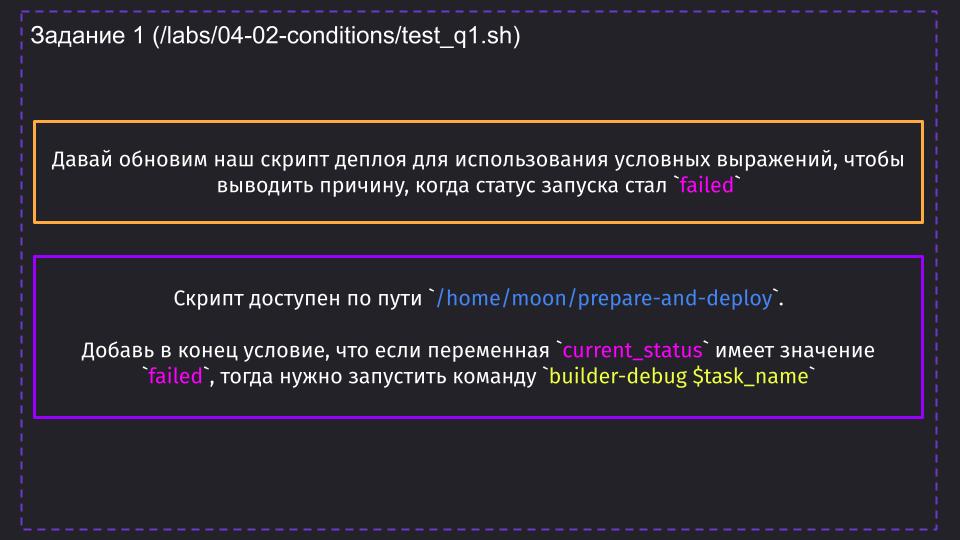 Задание 1 (/labs/04-02-conditions/test_q1.sh)
Давай обновим наш скрипт деплоя для использования условных выражений, чтобы
выводить причину, когда статус запуска стал `failed`
Скрипт доступен по пути `/home/moon/prepare-and-deploy`.
Добавь в конец условие, что если переменная `current_status` имеет значение
`failed`, тогда нужно запустить команду `builder-debug $task_name`